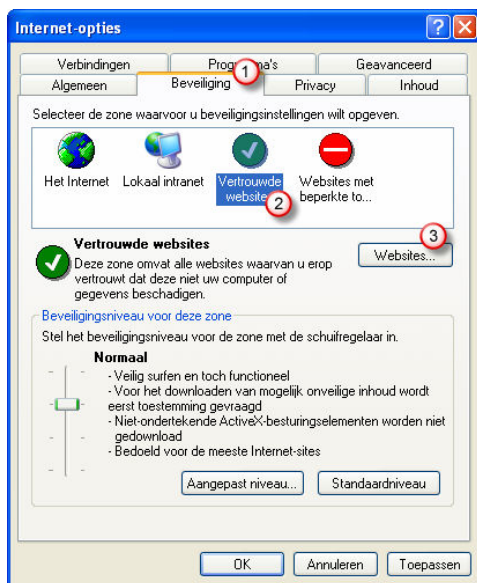 Internet-opties
Verbindingen Programma's Geavanceerd
Algemeen Beveiliging Privacy Inhoud
1
Selecteer de zone waarvoor u beveiligingsinstellingen wilt opgeven.
Het Internet Lokaal intranet Vertrouwde Websites met
websites beperkte to...
2
3
Vertrouwde websites Websites...
Deze zone omvat alle websites waarvan u erop
vertrouwt dat deze niet uw computer of
gegevens beschadigen.
Beveiligingsniveau voor deze zone
Stel het beveiligingsniveau voor de zone met de schuifregelaar in.
Normaal
- Veilig surfen en toch functioneel
- Voor het downloaden van mogelijk onveilige inhoud wordt
eerst toestemming gevraagd
- Niet-ondertekende ActiveX-besturingselementen worden niet
gedownload
- Bedoeld voor de meeste Internet-sites
Aangepast niveau... Standaardniveau
OK Annuleren Toepassen